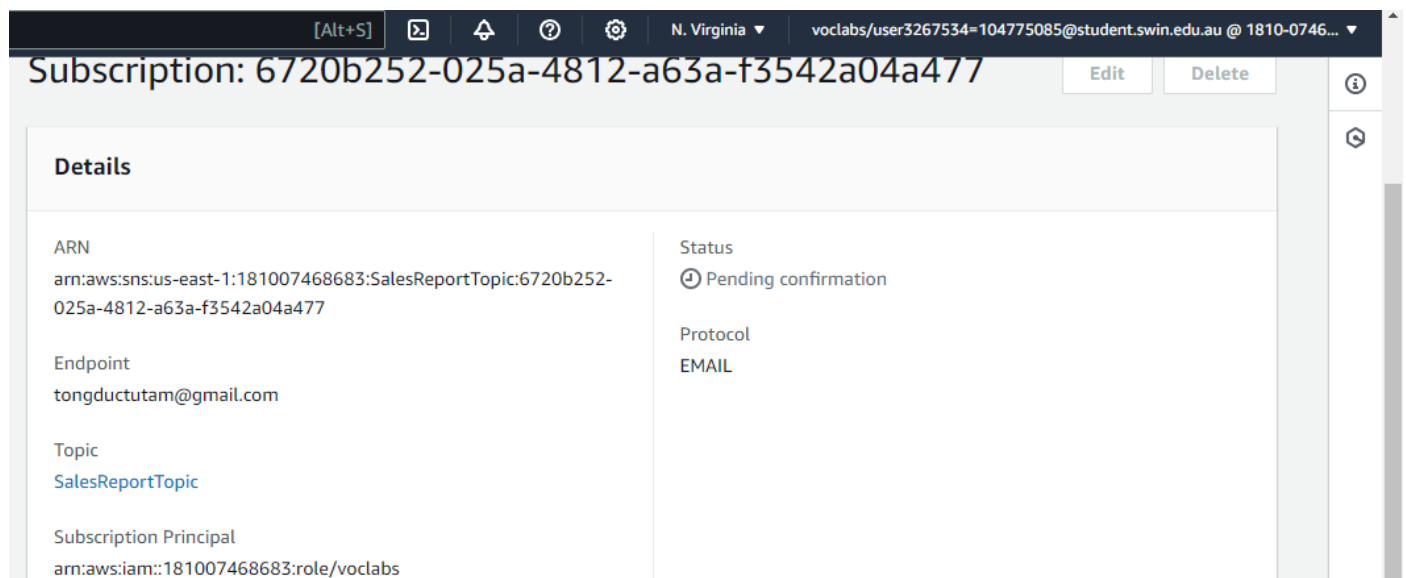 [Alt+S]
N. Virginia ▼
voclabs/user3267534=104775085@student.swin.edu.au @ 1810-0746... ▼
Subscription: 6720b252-025a-4812-a63a-f3542a04a477
Edit
Delete
Details
ARN
arn:aws:sns:us-east-1:181007468683:SalesReportTopic:6720b252-
025a-4812-a63a-f3542a04a477
Endpoint
tongductutam@gmail.com
Topic
SalesReportTopic
Subscription Principal
arn:aws:iam::181007468683:role/voclabs
Status
Pending confirmation
Protocol
EMAIL